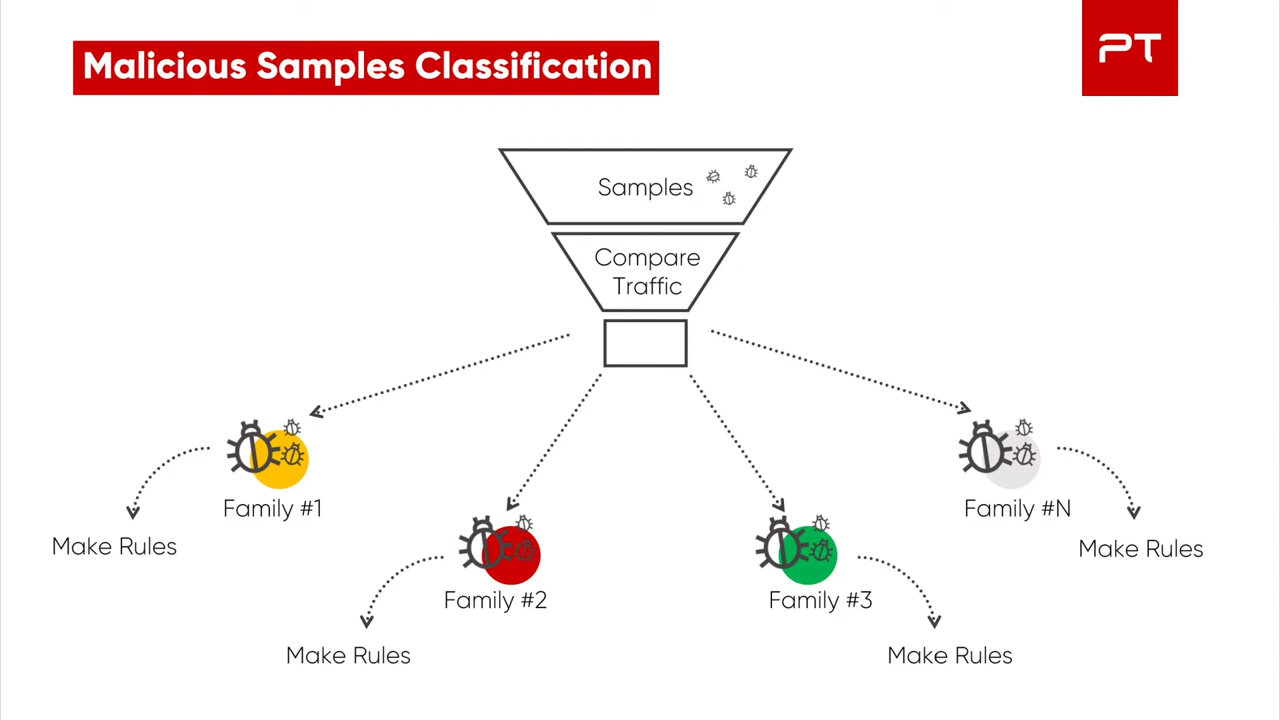 Malicious Samples Classification
PT
Samples
Compare
Traffic
Family #1
Family #N
Make Rules
Make Rules
Family #2
Family #3
Make Rules
Make Rules